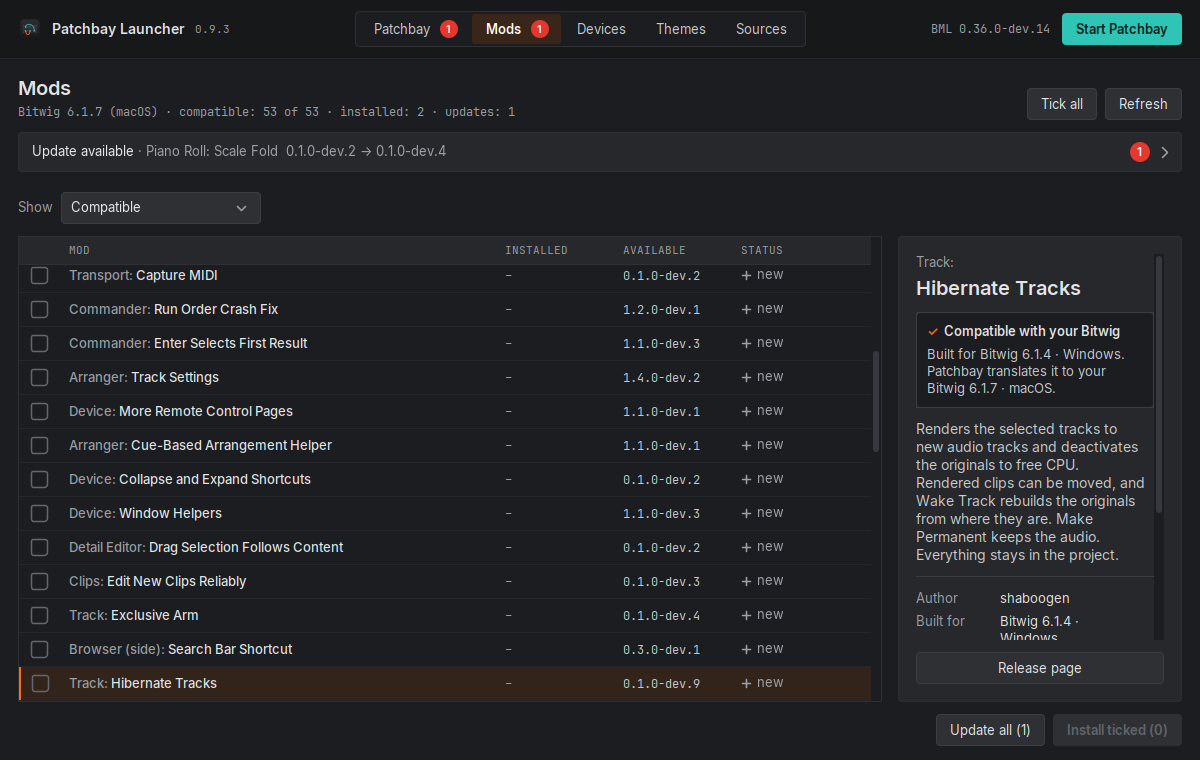 Patchbay Launcher 0.9.3
Patchbay 1 Mods 1 Devices Themes Sources
BML 0.36.0-dev.14 Start Patchbay
Mods
Bitwig 6.1.7 (macOS) · compatible: 53 of 53 · installed: 2 · updates: 1
Tick all Refresh
Update available · Piano Roll: Scale Fold 0.1.0-dev.2 → 0.1.0-dev.4 1
Show Compatible
MOD INSTALLED AVAILABLE STATUS
Transport: Capture MIDI – 0.1.0-dev.2 + new
Commander: Run Order Crash Fix – 1.2.0-dev.1 + new
Commander: Enter Selects First Result – 1.1.0-dev.3 + new
Arranger: Track Settings – 1.4.0-dev.2 + new
Device: More Remote Control Pages – 1.1.0-dev.1 + new
Arranger: Cue-Based Arrangement Helper – 1.1.0-dev.1 + new
Device: Collapse and Expand Shortcuts – 0.1.0-dev.2 + new
Device: Window Helpers – 1.1.0-dev.3 + new
Detail Editor: Drag Selection Follows Content – 0.1.0-dev.2 + new
Clips: Edit New Clips Reliably – 0.1.0-dev.3 + new
Track: Exclusive Arm – 0.1.0-dev.4 + new
Browser (side): Search Bar Shortcut – 0.3.0-dev.1 + new
Track: Hibernate Tracks – 0.1.0-dev.9 + new
Track:
Hibernate Tracks
✓ Compatible with your Bitwig
Built for Bitwig 6.1.4 · Windows.
Patchbay translates it to your
Bitwig 6.1.7 · macOS.
Renders the selected tracks to
new audio tracks and deactivates
the originals to free CPU.
Rendered clips can be moved, and
Wake Track rebuilds the originals
from where they are. Make
Permanent keeps the audio.
Everything stays in the project.
Author shaboogen
Built for Bitwig 6.1.4 ·
Windows
Release page
Update all (1) Install ticked (0)